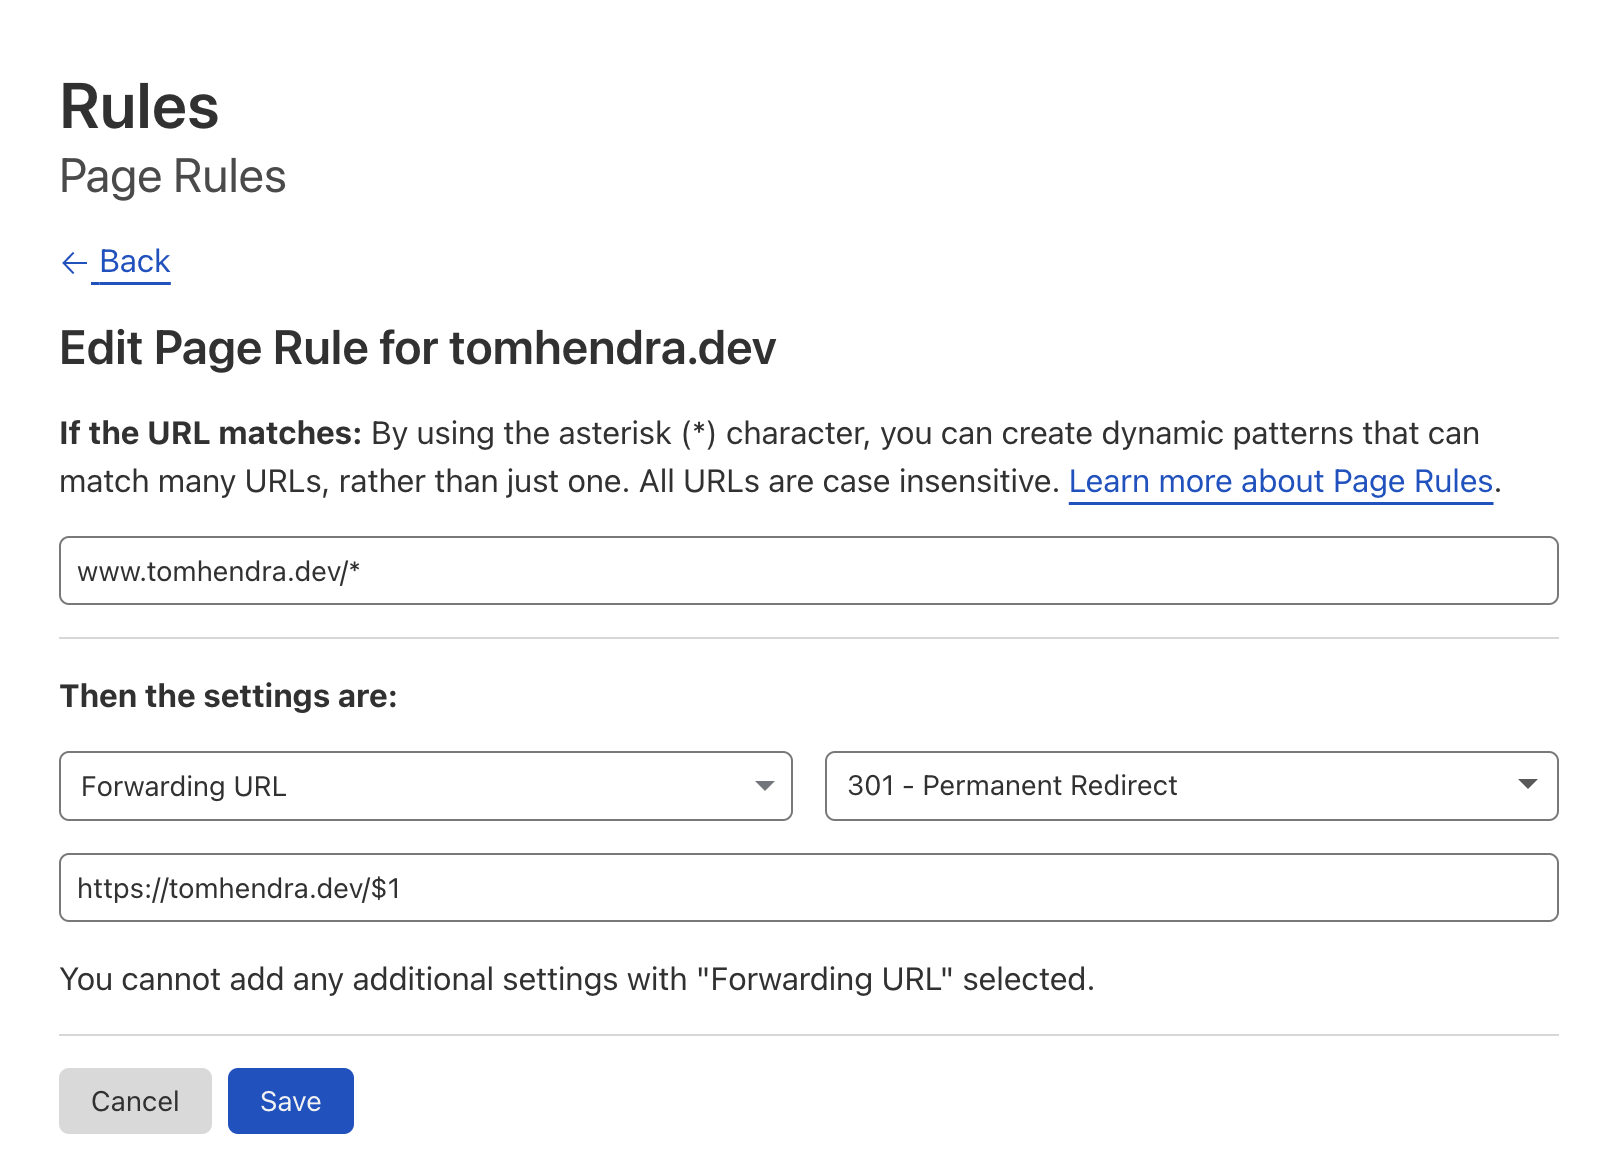 Rules
Page Rules
← Back
Edit Page Rule for tomhendra.dev
If the URL matches: By using the asterisk (*) character, you can create dynamic patterns that can
match many URLs, rather than just one. All URLs are case insensitive. Learn more about Page Rules.
www.tomhendra.dev/*
Then the settings are:
Forwarding URL
301 - Permanent Redirect
https://tomhendra.dev/$1
You cannot add any additional settings with "Forwarding URL" selected.
Cancel
Save